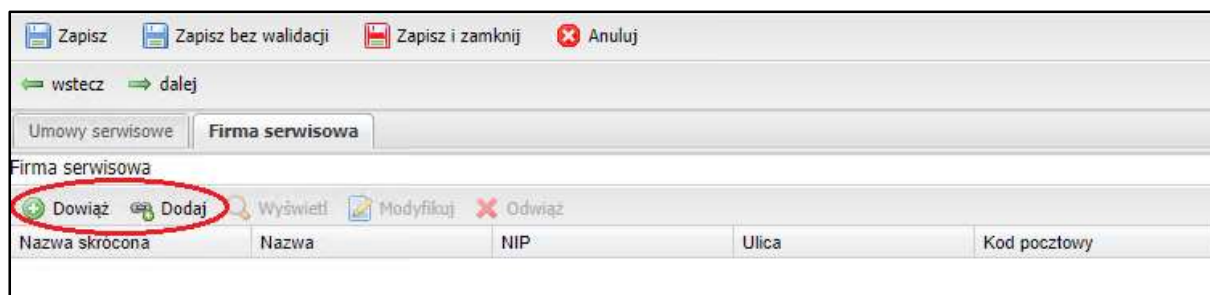 Zapisz Zapisz bez walidacji Zapisz i zamknij Anuluj
wstecz dalej
Umowy serwisowe Firma serwisowa
Firma serwisowa
Dowiąż Dodaj Wyświetl Modyfikuj Odwiąż
Nazwa skrócona Nazwa NIP Ulica Kod pocztowy